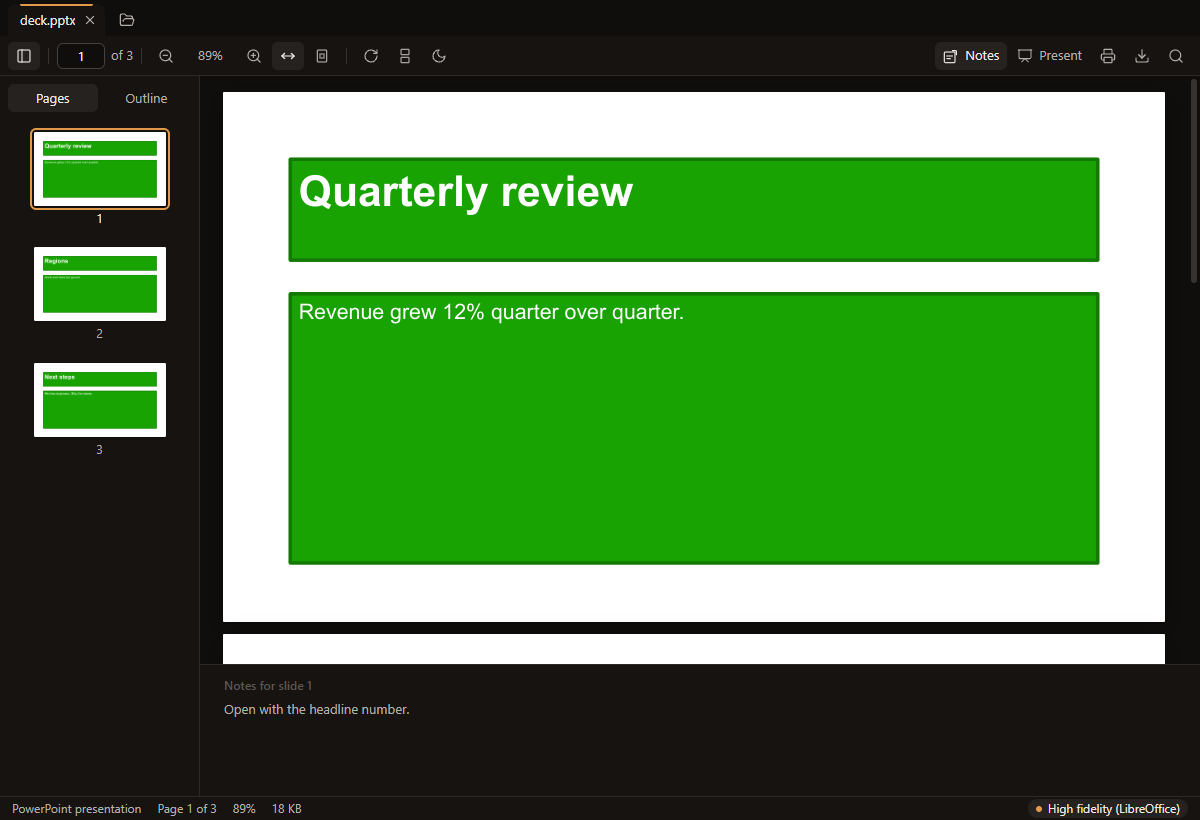 deck.pptx
1 of 3
89%
Notes
Present
Pages
Outline
Quarterly review
1
Regions
2
Next steps
3
Quarterly review
Revenue grew 12% quarter over quarter.
Notes for slide 1
Open with the headline number.
PowerPoint presentation
Page 1 of 3
89%
18 KB
High fidelity (LibreOffice)